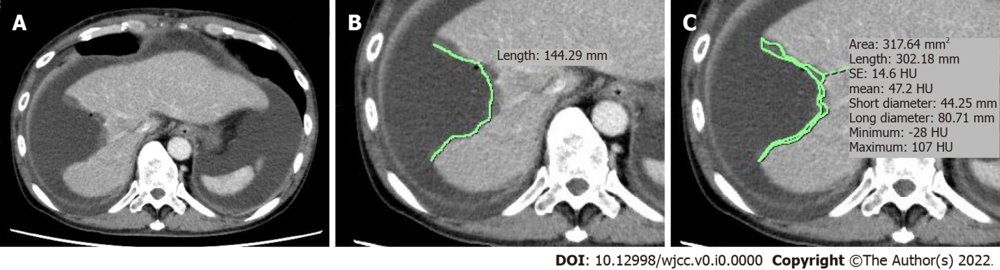 A
B
Length: 144.29 mm
C
Area: 317.64 mm²
Length: 302.18 mm
SE: 14.6 HU
mean: 47.2 HU
Short diameter: 44.25 mm
Long diameter: 80.71 mm
Minimum: -28 HU
Maximum: 107 HU
DOI: 10.12998/wjcc.v0.i0.0000 Copyright ©The Author(s) 2022.